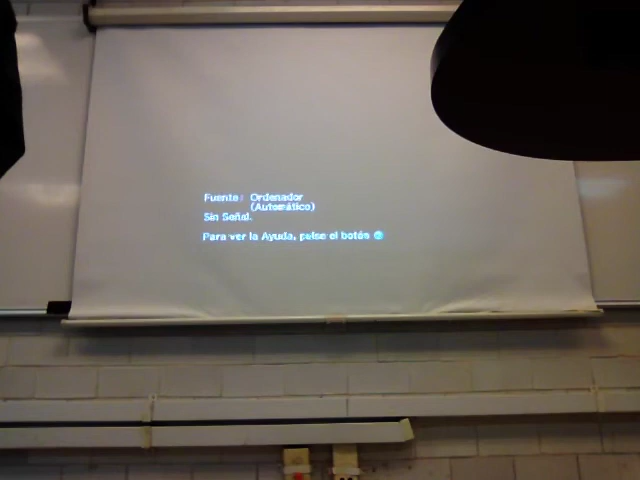 Fuente: Ordenador
(Automático)
Sin Señal.
Para ver la Ayuda, pulse el botón